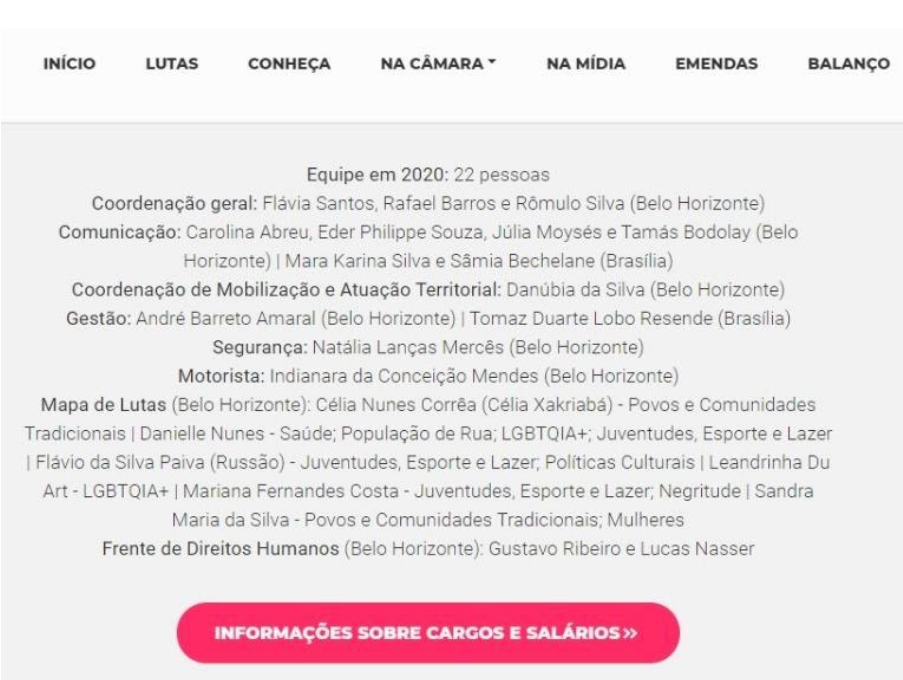 INÍCIO LUTAS CONHEÇA NA CÂMARA NA MÍDIA EMENDAS BALANÇO
Equipe em 2020: 22 pessoas
Coordenação geral: Flávia Santos, Rafael Barros e Rômulo Silva (Belo Horizonte)
Comunicação: Carolina Abreu, Eder Philippe Souza, Júlia Moysés e Tamás Bodolay (Belo
Horizonte) | Mara Karina Silva e Sâmia Bechelane (Brasília)
Coordenação de Mobilização e Atuação Territorial: Danúbia da Silva (Belo Horizonte)
Gestão: André Barreto Amaral (Belo Horizonte) | Tomaz Duarte Lobo Resende (Brasília)
Segurança: Natália Lanças Mercês (Belo Horizonte)
Motorista: Indianara da Conceição Mendes (Belo Horizonte)
Mapa de Lutas (Belo Horizonte): Célia Nunes Corrêa (Célia Xakriabá) - Povos e Comunidades
Tradicionais | Danielle Nunes - Saúde; População de Rua; LGBTQIA+; Juventudes, Esporte e Lazer
| Flávio da Silva Paiva (Russão) - Juventudes, Esporte e Lazer; Políticas Culturais | Leandrinha Du
Art - LGBTQIA+ | Mariana Fernandes Costa - Juventudes, Esporte e Lazer; Negritude | Sandra
Maria da Silva - Povos e Comunidades Tradicionais; Mulheres
Frente de Direitos Humanos (Belo Horizonte): Gustavo Ribeiro e Lucas Nasser
INFORMAÇÕES SOBRE CARGOS E SALÁRIOS »